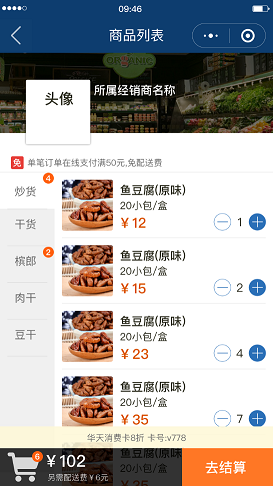 09:46
商品列表
ORGANIC
头像
所属经销商名称
免 单笔订单在线支付满50元,免配送费
炒货 4
干货
槟郎 2
肉干
豆干
鱼豆腐(原味)
20小包/盒
¥12
1
鱼豆腐(原味)
20小包/盒
¥15
2
鱼豆腐(原味)
20小包/盒
¥23
4
鱼豆腐(原味)
20小包/盒
¥35
7
华天消费卡8折 卡号:v778
6
¥102
另需配送费¥6元
去结算